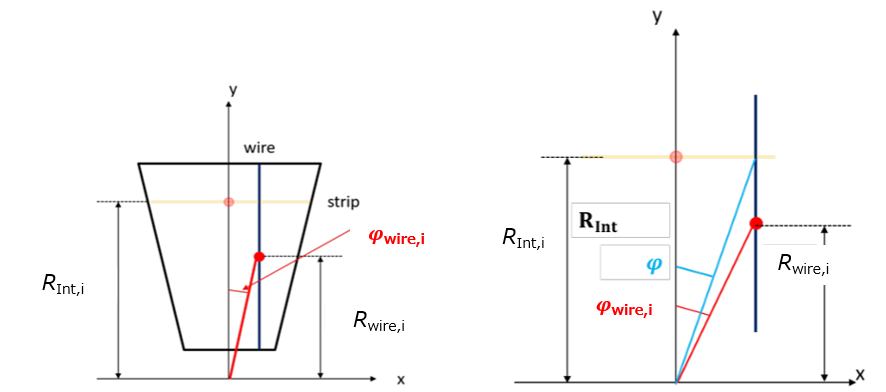 y
wire
strip
φwire,i
RInt,i
Rwire,i
x
y
RInt
RInt,i
φ
Rwire,i
φwire,i
x